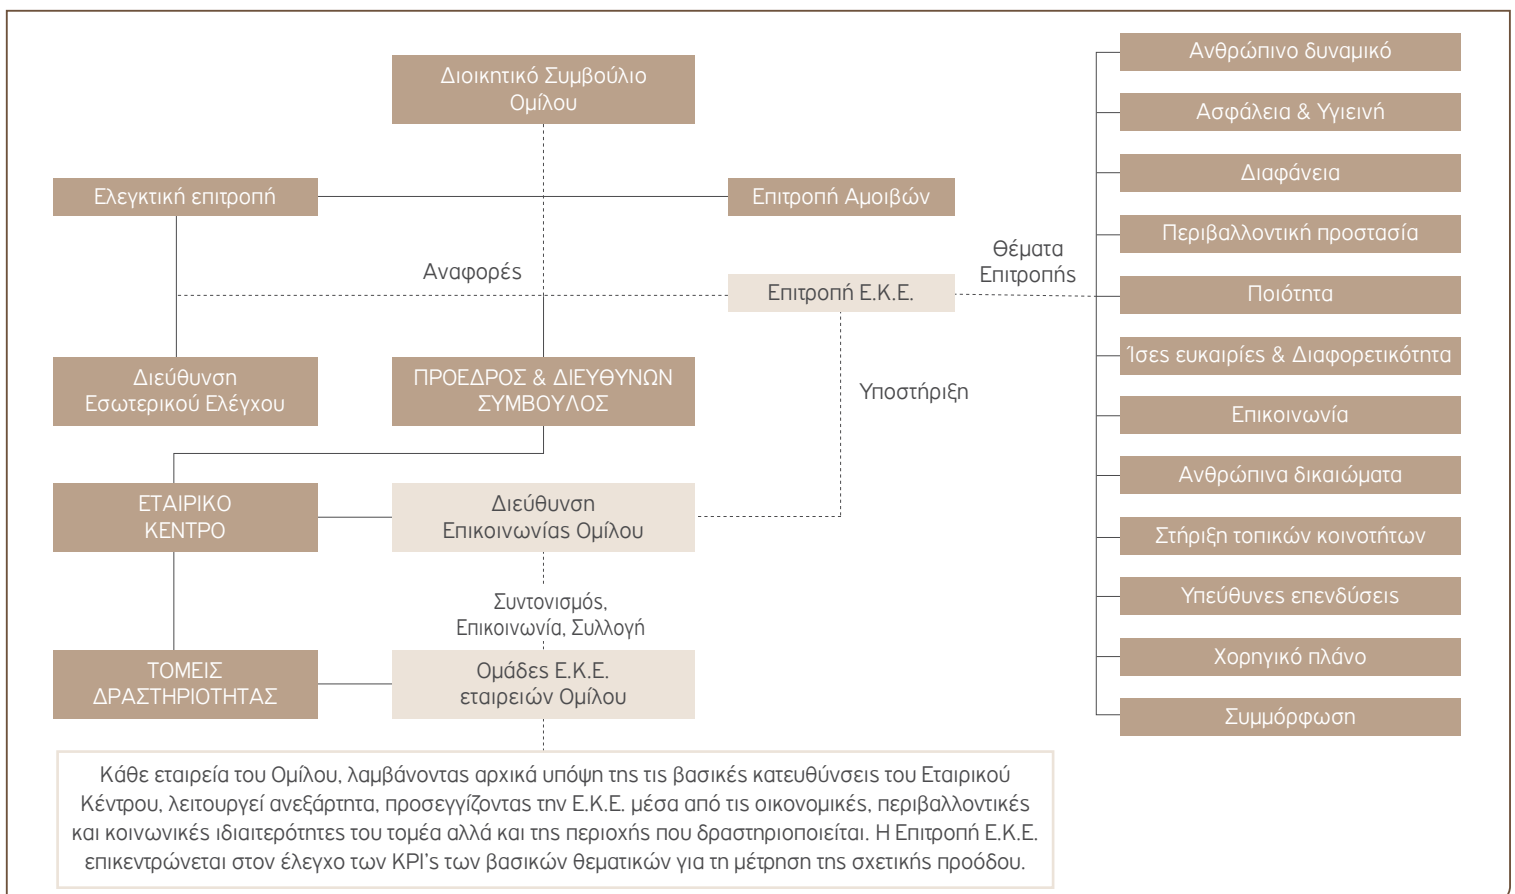 Διοικητικό Συμβούλιο
Ομίλου
Ελεγκτική επιτροπή
Επιτροπή Αμοιβών
Αναφορές
Επιτροπή Ε.Κ.Ε.
Θέματα
Επιτροπής
Διεύθυνση
Εσωτερικού Ελέγχου
ΠΡΟΕΔΡΟΣ & ΔΙΕΥΘΥΝΩΝ
ΣΥΜΒΟΥΛΟΣ
Υποστήριξη
ΕΤΑΙΡΙΚΟ
ΚΕΝΤΡΟ
Διεύθυνση
Επικοινωνίας Ομίλου
Συντονισμός,
Επικοινωνία, Συλλογή
ΤΟΜΕΙΣ
ΔΡΑΣΤΗΡΙΟΤΗΤΑΣ
Ομάδες Ε.Κ.Ε.
εταιρειών Ομίλου
Ανθρώπινο δυναμικό
Ασφάλεια & Υγιεινή
Διαφάνεια
Περιβαλλοντική προστασία
Ποιότητα
Ίσες ευκαιρίες & Διαφορετικότητα
Επικοινωνία
Ανθρώπινα δικαιώματα
Στήριξη τοπικών κοινοτήτων
Υπεύθυνες επενδύσεις
Χορηγικό πλάνο
Συμμόρφωση
Κάθε εταιρεία του Ομίλου, λαμβάνοντας αρχικά υπόψη της τις βασικές κατευθύνσεις του Εταιρικού
Κέντρου, λειτουργεί ανεξάρτητα, προσεγγίζοντας την Ε.Κ.Ε. μέσα από τις οικονομικές, περιβαλλοντικές
και κοινωνικές ιδιαιτερότητες του τομέα αλλά και της περιοχής που δραστηριοποιείται. Η Επιτροπή Ε.Κ.Ε.
επικεντρώνεται στον έλεγχο των KPI's των βασικών θεματικών για τη μέτρηση της σχετικής προόδου.